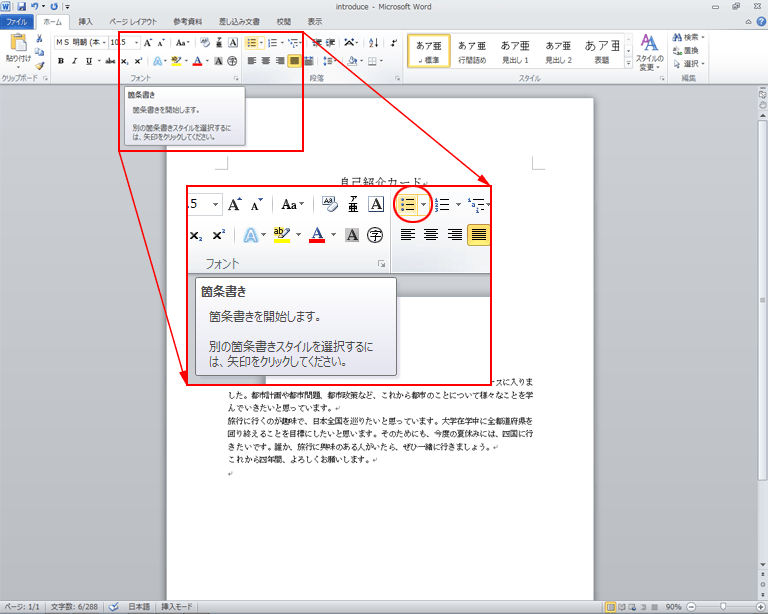 introduce - Microsoft Word
ファイル ホーム 挿入 ページ レイアウト 参考資料 差し込み文書 校閲 表示
貼り付け
ＭＳ 明朝 (本 10.5
A A Aa
B I U abc x₂ x² A ab A A 字
あア亜 あア亜 あア亜 あア亜 あア亜
標準 行間詰め 見出し 1 見出し 2 表題
スタイルの
変更
検索
置換
選択
クリップボード フォント 段落 スタイル 編集
箇条書き
箇条書きを開始します。
別の箇条書きスタイルを選択するに
は、矢印をクリックしてください。
自己紹介カード
.5 A A Aa ア亜 A
x₂ x² A ab A A 字
フォント
箇条書き
箇条書きを開始します。
別の箇条書きスタイルを選択するに
は、矢印をクリックしてください。
ースに入りま
した。都市計画や都市問題、都市政策など、これから都市のことについて様々なことを学
んでいきたいと思っています。
旅行に行くのが趣味で、日本全国を巡りたいと思っています。大学在学中に全都道府県を
回り終えることを目標にしたいと思います。そのためにも、今度の夏休みには、四国に行
きたいです。誰か、旅行に興味のある人がいたら、ぜひ一緒に行きましょう。
これから四年間、よろしくお願いします。
ページ: 1/1 文字数: 6/288 日本語 挿入モード 90%